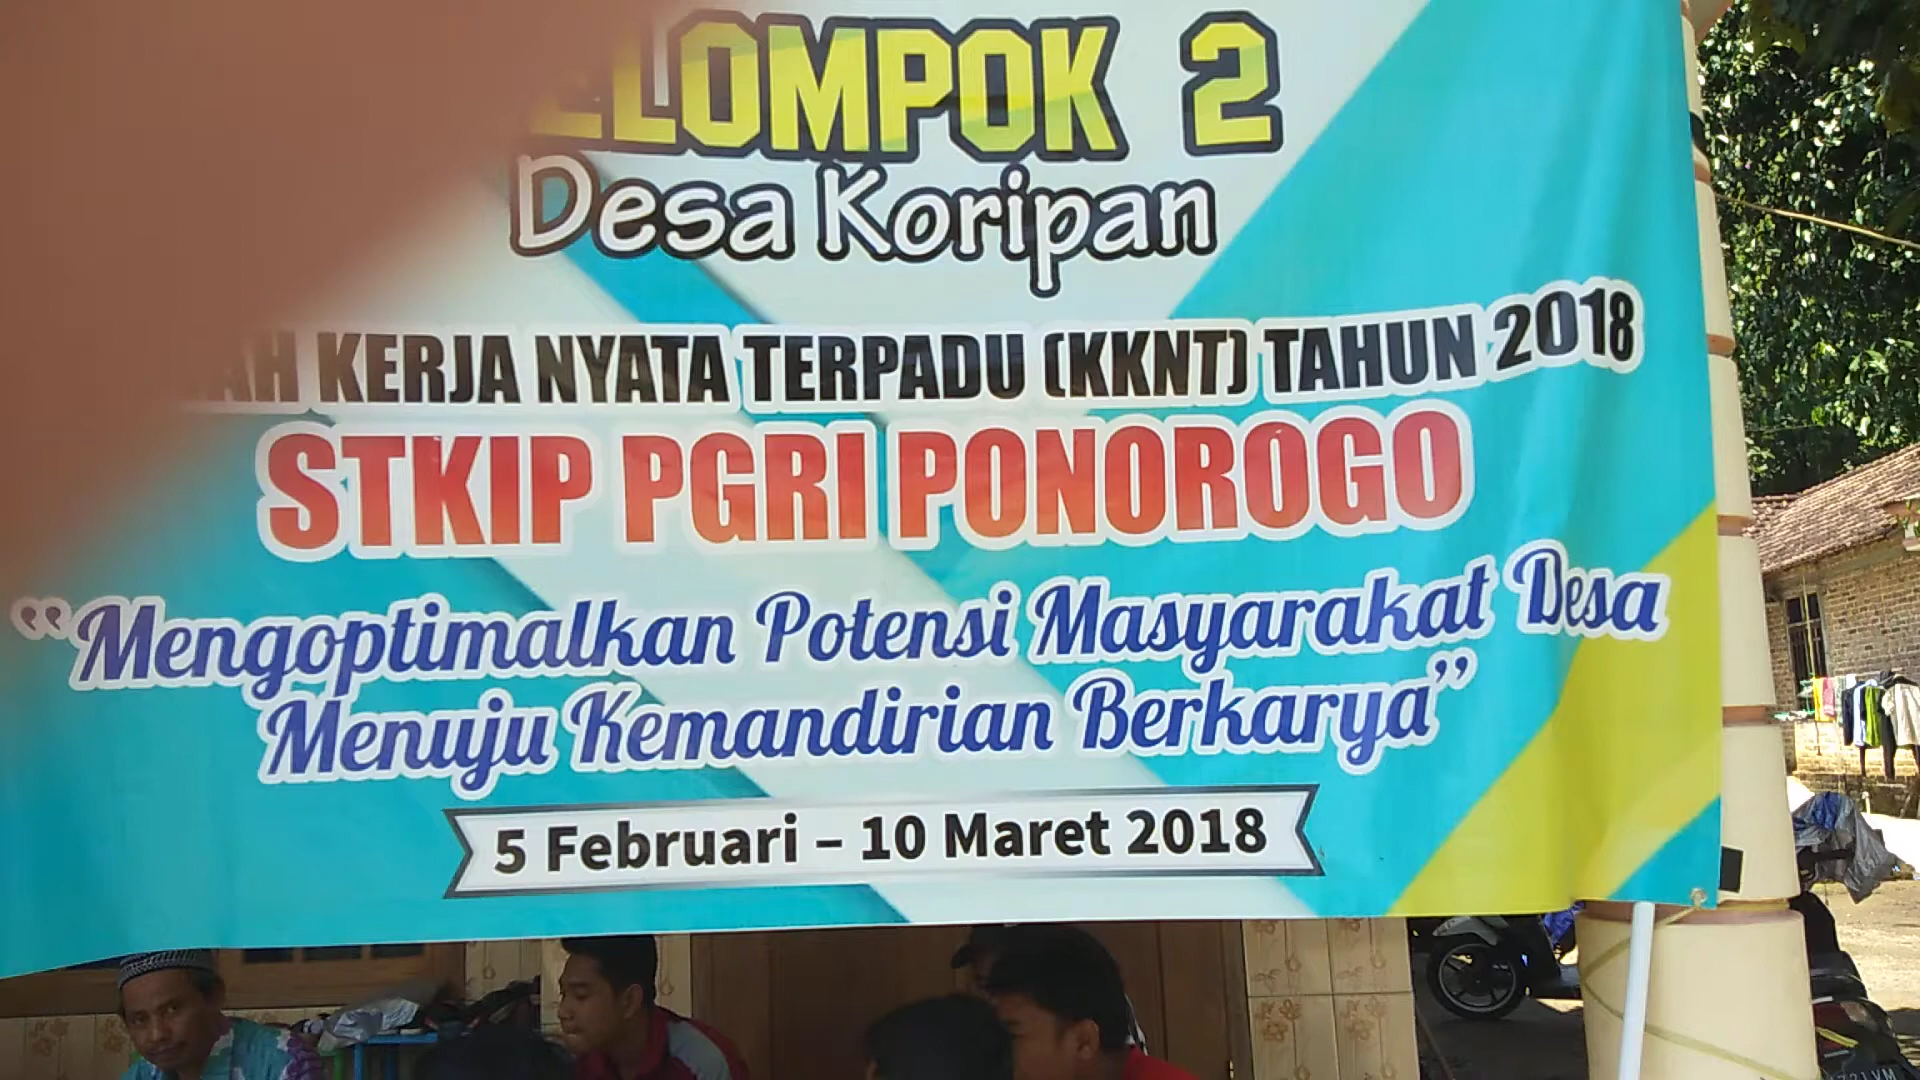 KELOMPOK 2
Desa Koripan
KERJA NYATA TERPADU (KKNT) TAHUN 2018
STKIP PGRI PONOROGO
"Mengoptimalkan Potensi Masyarakat Desa
Menuju Kemandirian Berkarya"
5 Februari – 10 Maret 2018